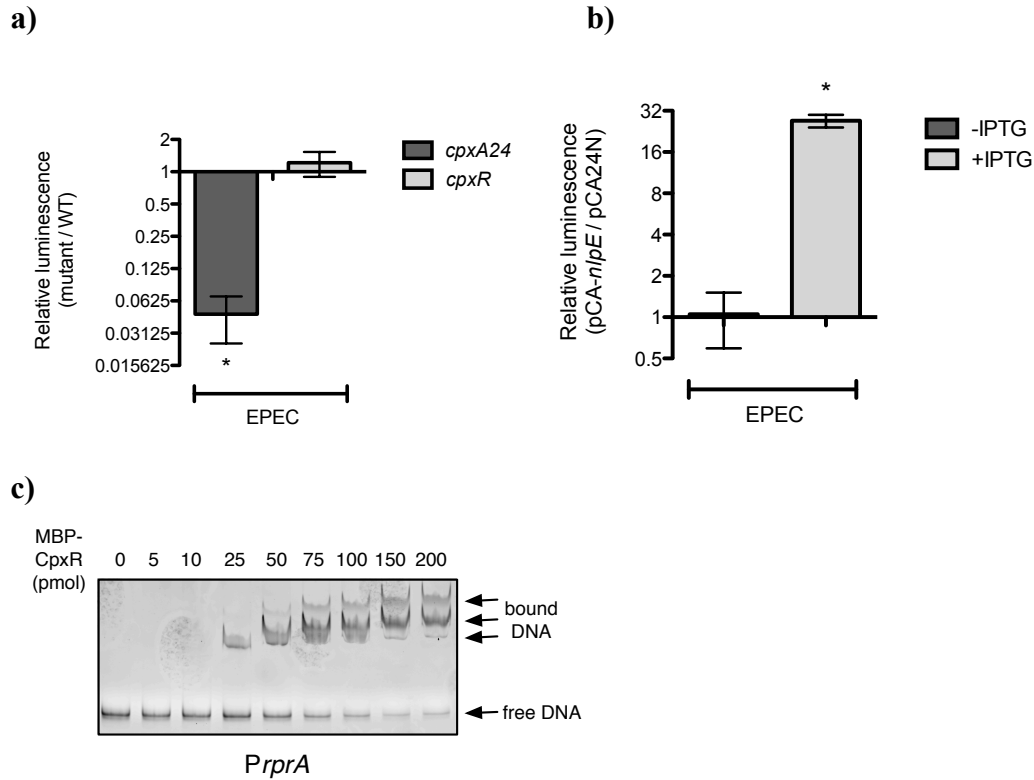 a)
Relative luminescence
(mutant / WT)
2
1
0.5
0.25
0.125
0.0625
0.03125
0.015625
*
EPEC
cpxA24
cpxR
b)
Relative luminescence
(pCA-nlpE / pCA24N)
32
16
8
4
2
1
0.5
*
EPEC
-IPTG
+IPTG
c)
MBP-
CpxR
(pmol)
0 5 10 25 50 75 100 150 200
bound
DNA
free DNA
PrprA